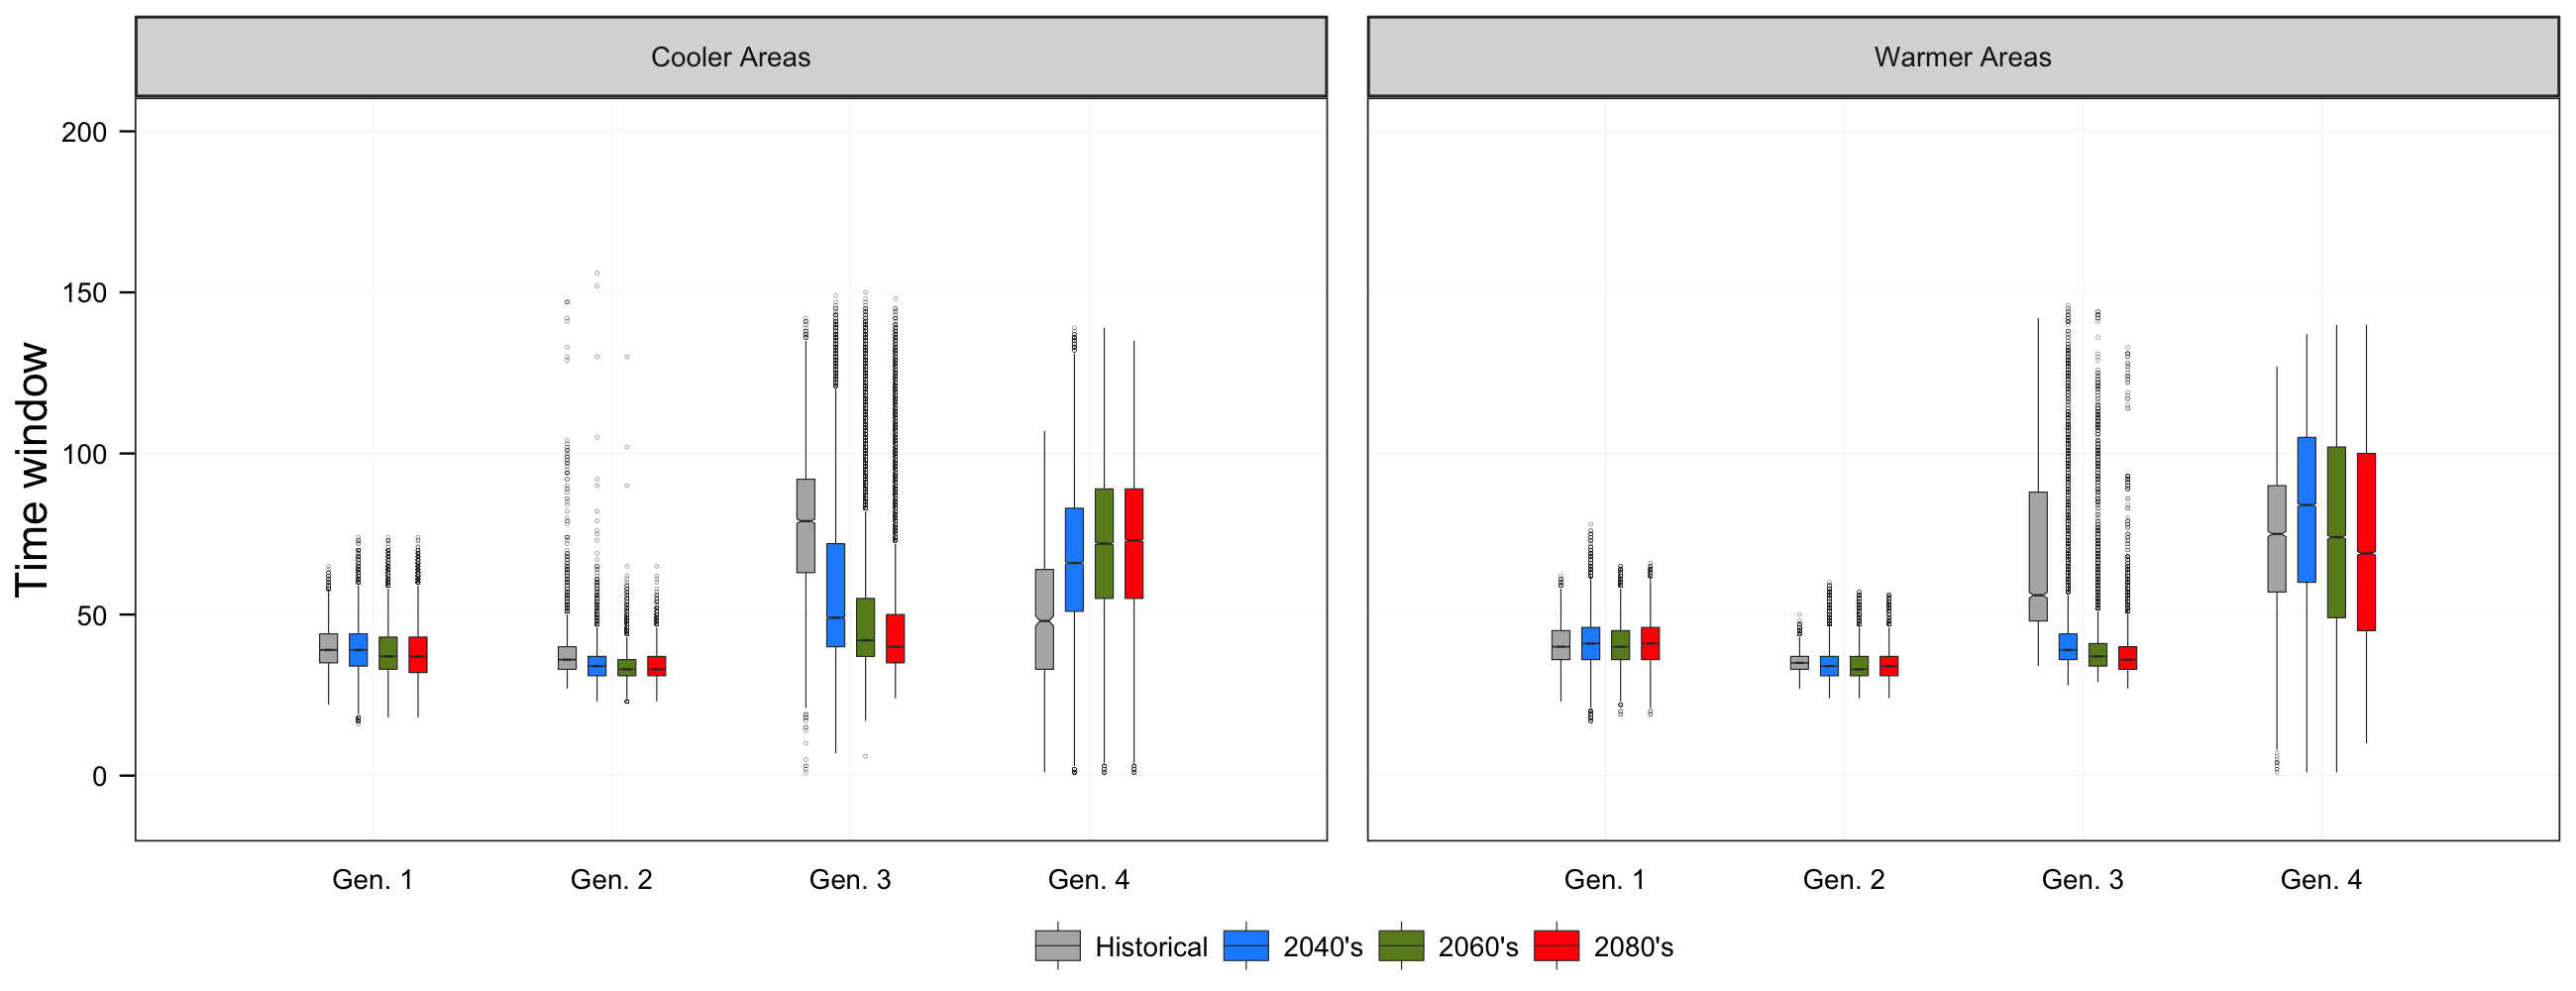 Cooler Areas
Warmer Areas
Time window
200
150
100
50
0
Gen. 1
Gen. 2
Gen. 3
Gen. 4
Gen. 1
Gen. 2
Gen. 3
Gen. 4
Historical
2040's
2060's
2080's